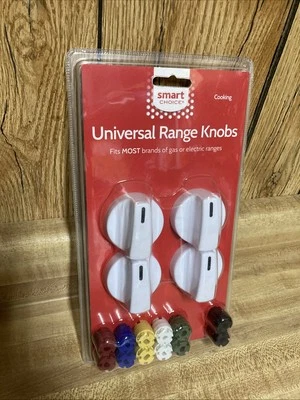 smart
CHOICE
Cooking
Universal Range Knobs
Fits MOST brands of gas or electric ranges